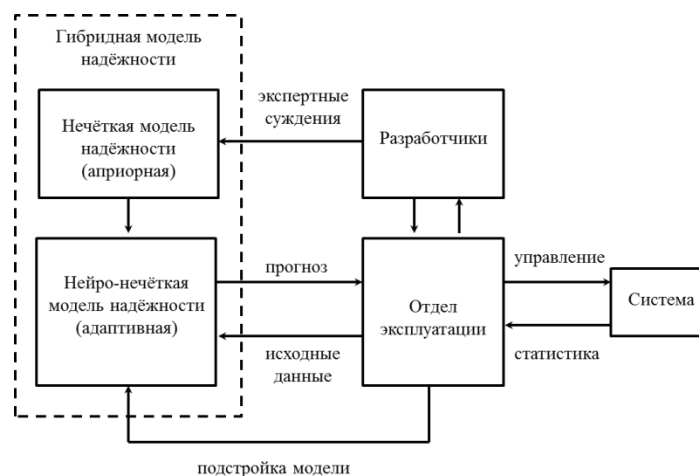 Гибридная модель
надёжности
Нечёткая модель
надёжности
(априорная)
экспертные
суждения
Разработчики
Нейро-нечёткая
модель надёжности
(адаптивная)
прогноз
исходные
данные
Отдел
эксплуатации
управление
статистика
Система
подстройка модели